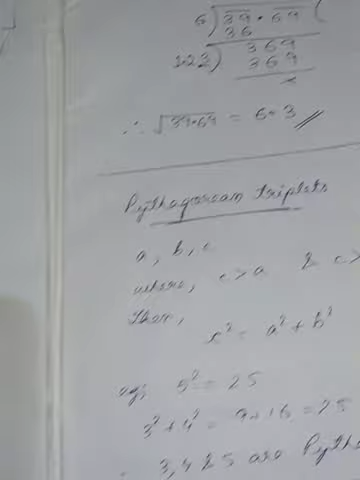 6 ) 39 . 69 (
36
123 ) 369
369
x
∴ √39.69 = 6.3 //
Pythagorean triplets
a, b, c
where, c > a & c >
Then,
c² = a² + b²
eg; 5² = 25
3² + 4² = 9 + 16 = 25
∴ 3, 4 & 5 are Pytha